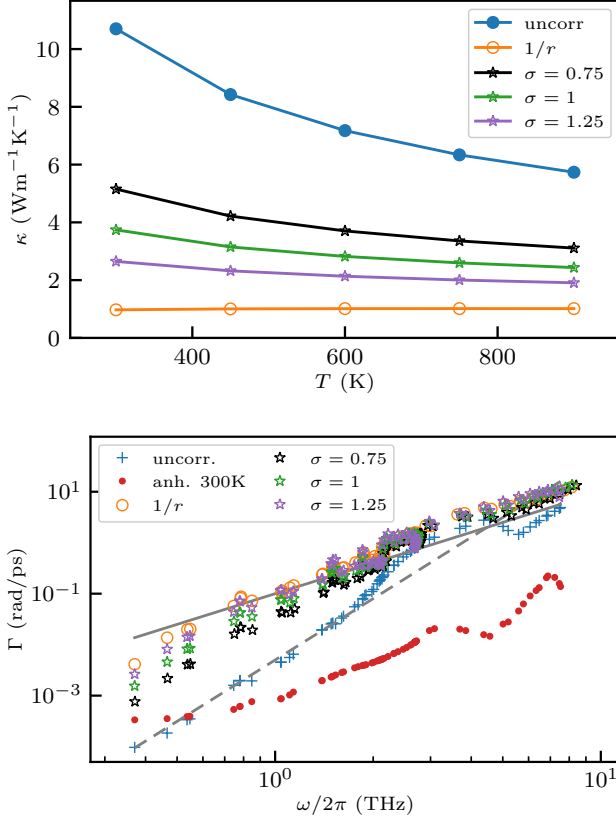 10
8
6
4
2
0
κ (Wm⁻¹K⁻¹)
uncorr
1/r
σ = 0.75
σ = 1
σ = 1.25
400
600
800
T (K)
10¹
10⁻¹
10⁻³
Γ (rad/ps)
uncorr.
anh. 300K
1/r
σ = 0.75
σ = 1
σ = 1.25
10⁰
10¹
ω/2π (THz)